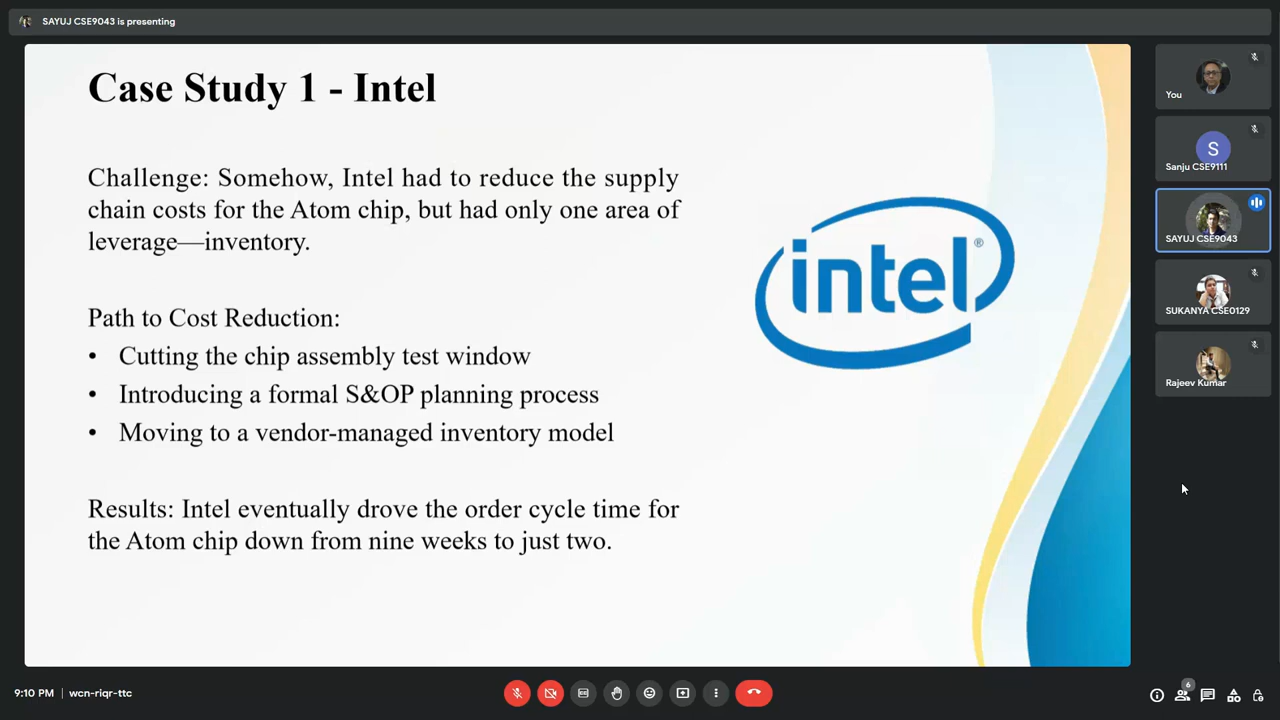 SAYUJ CSE9043 is presenting
Case Study 1 - Intel
Challenge: Somehow, Intel had to reduce the supply
chain costs for the Atom chip, but had only one area of
leverage—inventory.
Path to Cost Reduction:
• Cutting the chip assembly test window
• Introducing a formal S&OP planning process
• Moving to a vendor-managed inventory model
Results: Intel eventually drove the order cycle time for
the Atom chip down from nine weeks to just two.
intel®
You
S
Sanju CSE9111
SAYUJ CSE9043
SUKANYA CSE0129
Rajeev Kumar
9:10 PM | wcn-riqr-ttc
6